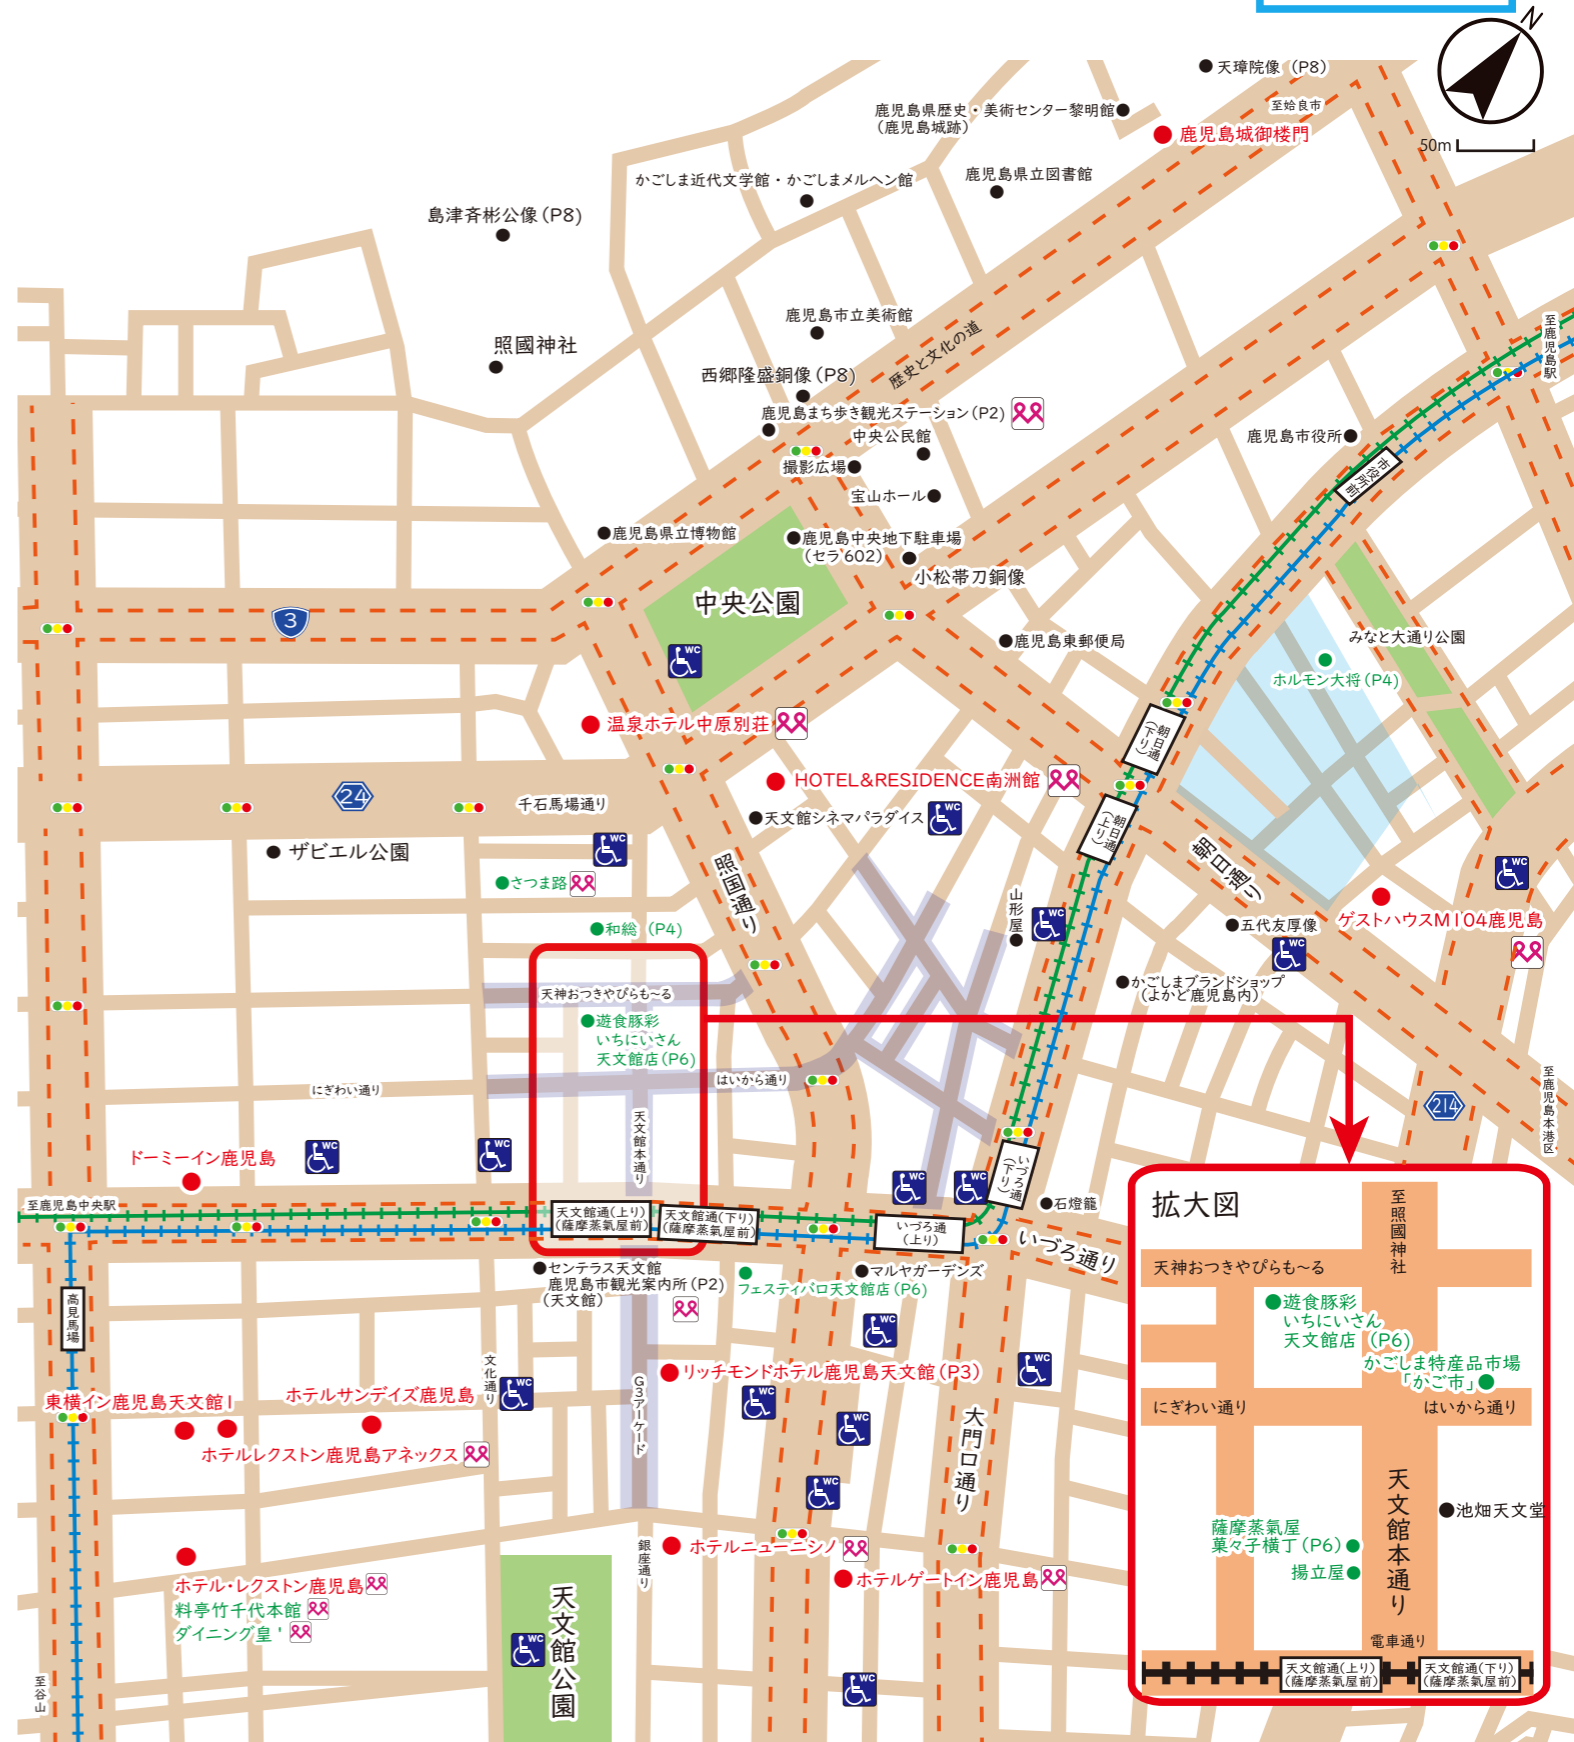 N
50m
天璋院像（P8）
至姶良市
鹿児島県歴史・美術センター黎明館
（鹿児島城跡）
鹿児島城御楼門
かごしま近代文学館・かごしまメルヘン館
鹿児島県立図書館
島津斉彬公像（P8）
鹿児島市立美術館
歴史と文化の道
至鹿児島駅
照國神社
西郷隆盛銅像（P8）
鹿児島まち歩き観光ステーション（P2）
中央公民館
鹿児島市役所
撮影広場
市役所前
宝山ホール
鹿児島県立博物館
鹿児島中央地下駐車場
（セラ602）
小松帯刀銅像
中央公園
3
鹿児島東郵便局
みなと大通り公園
WC
ホルモン大将（P4）
温泉ホテル中原別荘
朝日通
（下り）
HOTEL&RESIDENCE南洲館
24
千石馬場通り
天文館シネマパラダイス
WC
朝日通
（上り）
ザビエル公園
WC
照国通り
朝日通り
WC
さつま路
山形屋
WC
ゲストハウスM104鹿児島
和総（P4）
五代友厚像
WC
天神おつきやぴらも〜る
かごしまブランドショップ
（よかど鹿児島内）
遊食豚彩
いちにいさん
天文館店（P6）
にぎわい通り
はいから通り
至鹿児島本港区
214
天文館本通り
WC
WC
ドーミーイン鹿児島
いづろ通
（下り）
WC
WC
石燈籠
至鹿児島中央駅
天文館通（上り）
（薩摩蒸氣屋前）
天文館通（下り）
（薩摩蒸氣屋前）
いづろ通
（上り）
いづろ通り
センテラス天文館
鹿児島市観光案内所（P2）
（天文館）
フェスティバロ天文館店（P6）
マルヤガーデンズ
高見馬場
WC
文化通り
WC
G3アーケード
リッチモンドホテル鹿児島天文館（P3）
WC
WC
東横イン鹿児島天文館1
ホテルサンデイズ鹿児島
WC
大門口通り
ホテルレクストン鹿児島アネックス
WC
銀座通り
ホテルニューニシノ
ホテルゲートイン鹿児島
ホテル・レクストン鹿児島
料亭竹千代本館
ダイニング皇'
天文館公園
WC
WC
至谷山
拡大図
至照國神社
天神おつきやぴらも〜る
遊食豚彩
いちにいさん
天文館店（P6）
かごしま特産品市場
「かご市」
にぎわい通り
はいから通り
天文館本通り
池畑天文堂
薩摩蒸氣屋
菓々子横丁（P6）
揚立屋
電車通り
天文館通（上り）
（薩摩蒸氣屋前）
天文館通（下り）
（薩摩蒸氣屋前）